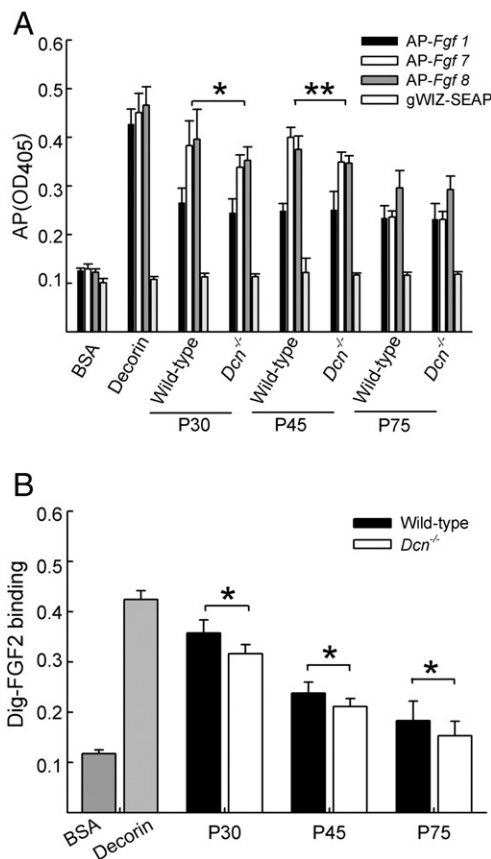 A
AP-Fgf 1
AP-Fgf 7
AP-Fgf 8
gWIZ-SEAP
AP(OD405)
0.6
0.5
0.4
0.3
0.2
0.1
*
**
BSA
Decorin
Wild-type
Dcn-/-
Wild-type
Dcn-/-
Wild-type
Dcn-/-
P30
P45
P75
B
Wild-type
Dcn-/-
Dig-FGF2 binding
0.6
0.5
0.4
0.3
0.2
0.1
*
*
*
BSA
Decorin
P30
P45
P75